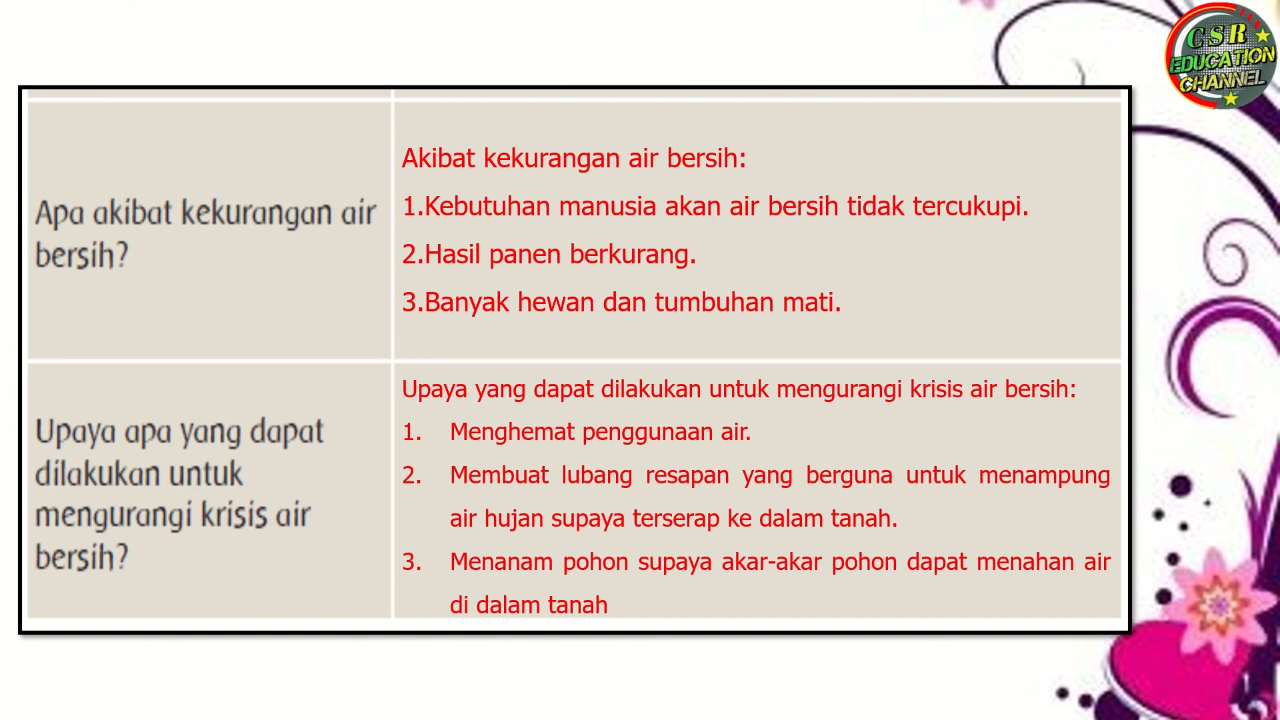 CSR
EDUCATION
CHANNEL
Apa akibat kekurangan air
bersih?
Akibat kekurangan air bersih:
1.Kebutuhan manusia akan air bersih tidak tercukupi.
2.Hasil panen berkurang.
3.Banyak hewan dan tumbuhan mati.
Upaya apa yang dapat
dilakukan untuk
mengurangi krisis air
bersih?
Upaya yang dapat dilakukan untuk mengurangi krisis air bersih:
1. Menghemat penggunaan air.
2. Membuat lubang resapan yang berguna untuk menampung
air hujan supaya terserap ke dalam tanah.
3. Menanam pohon supaya akar-akar pohon dapat menahan air
di dalam tanah